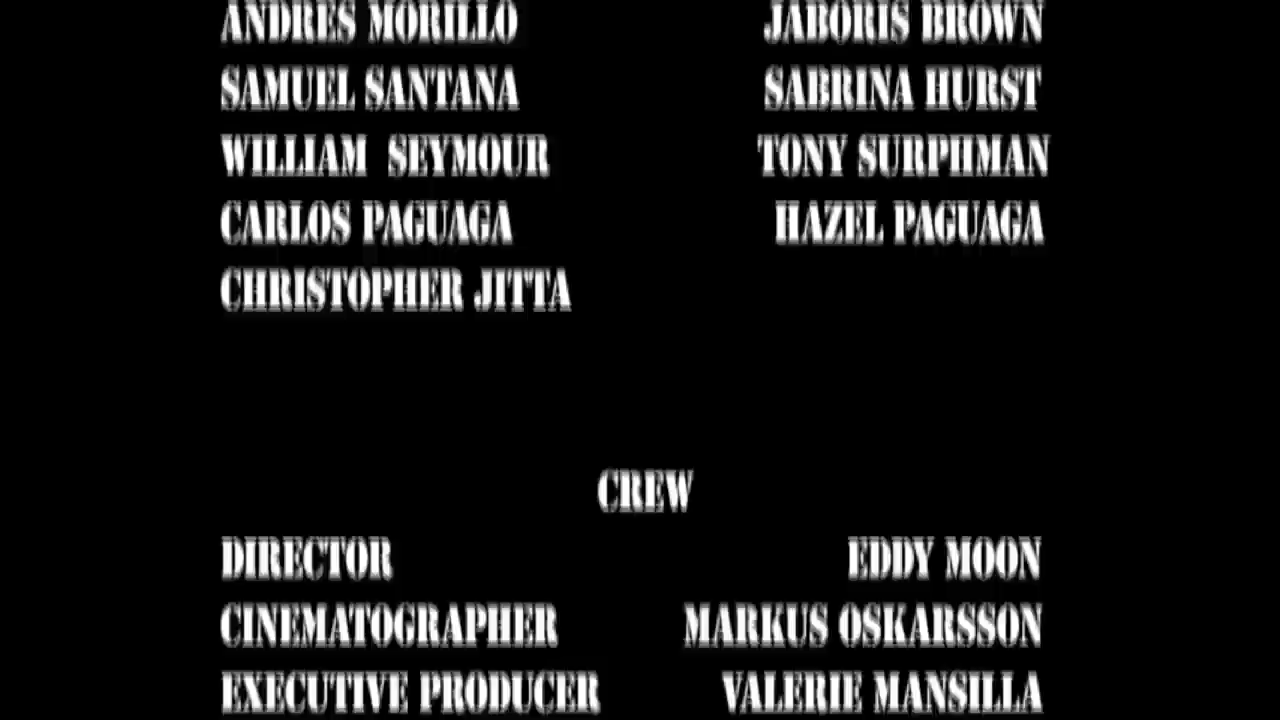 ANDRES MORILLO JABORIS BROWN
SAMUEL SANTANA SABRINA HURST
WILLIAM SEYMOUR TONY SURPHMAN
CARLOS PAGUAGA HAZEL PAGUAGA
CHRISTOPHER JITTA
CREW
DIRECTOR EDDY MOON
CINEMATOGRAPHER MARKUS OSKARSSON
EXECUTIVE PRODUCER VALERIE MANSILLA